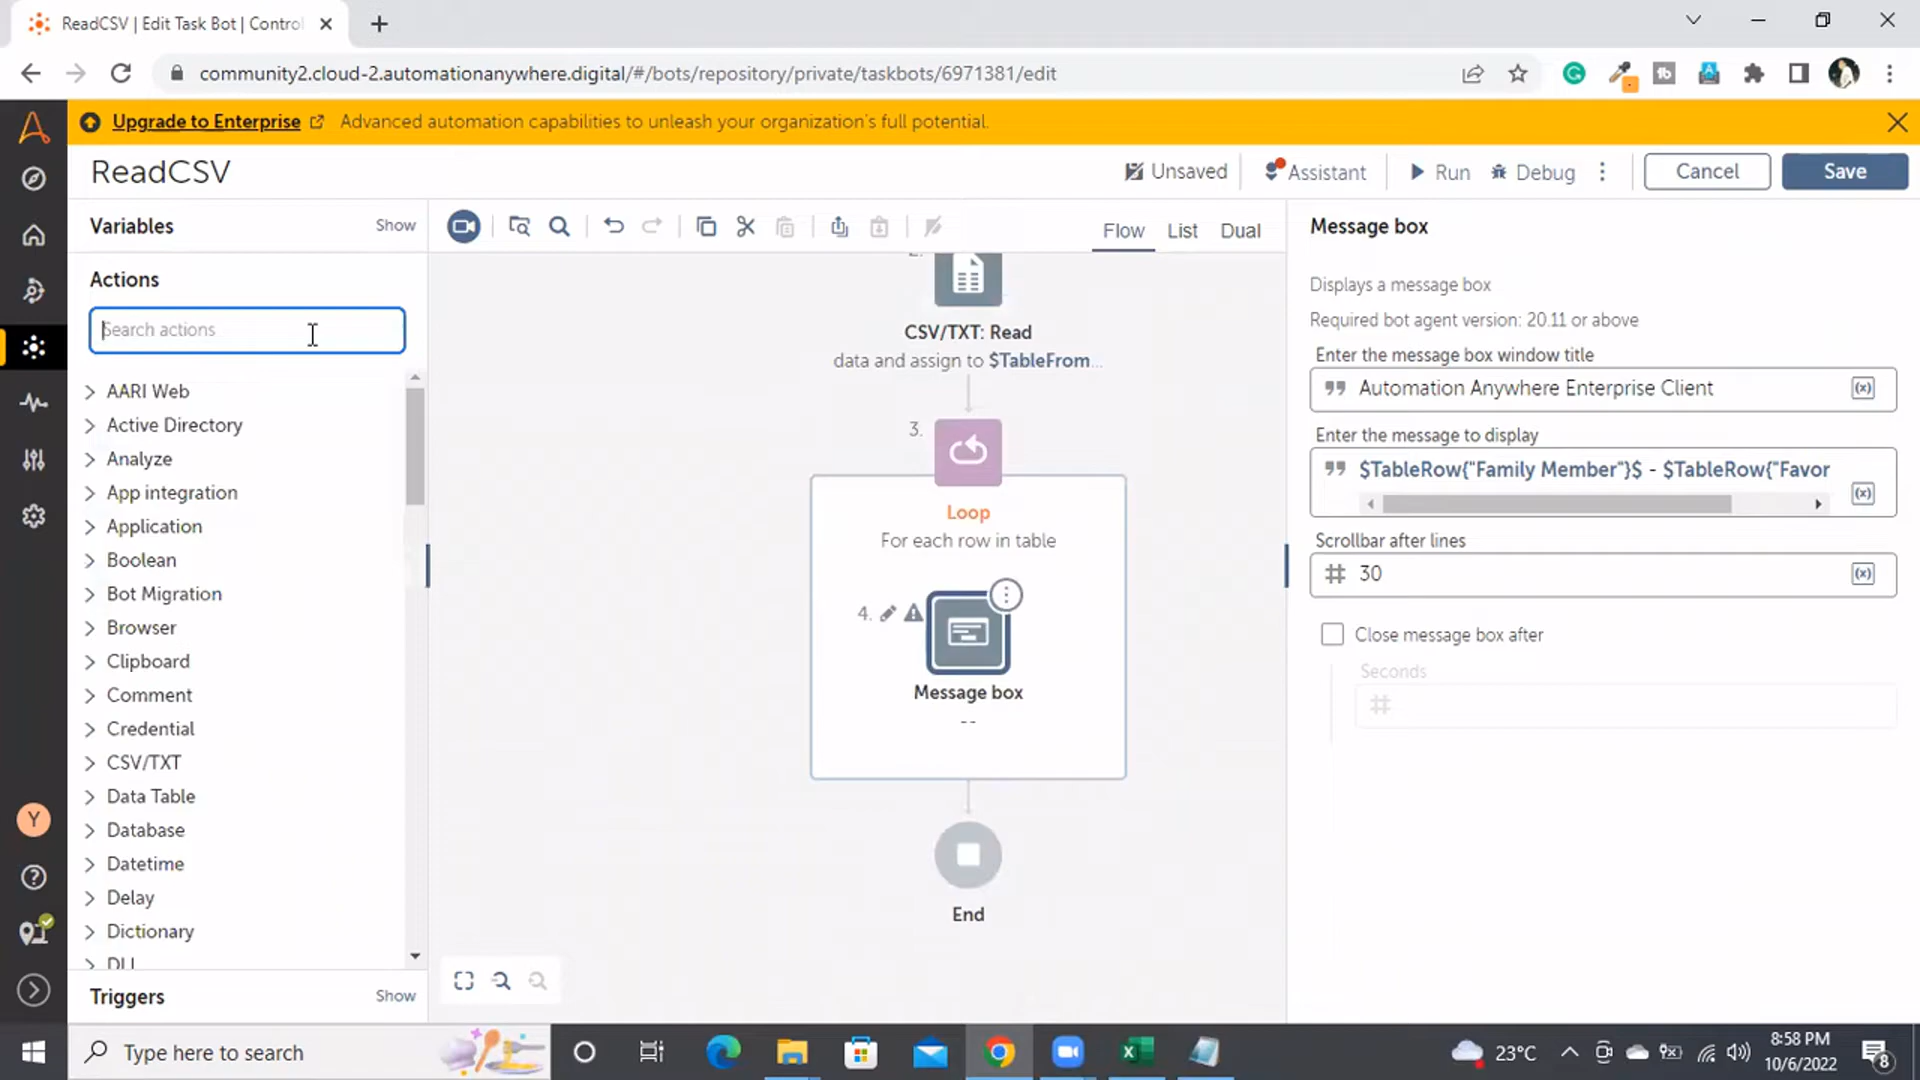 ReadCSV | Edit Task Bot | Contro
community2.cloud-2.automationanywhere.digital/#/bots/repository/private/taskbots/6971381/edit
Upgrade to Enterprise Advanced automation capabilities to unleash your organization's full potential.
ReadCSV
Unsaved
Assistant
Run
Debug
Cancel
Save
Variables
Show
Actions
Search actions
AARI Web
Active Directory
Analyze
App integration
Application
Boolean
Bot Migration
Browser
Clipboard
Comment
Credential
CSV/TXT
Data Table
Database
Datetime
Delay
Dictionary
DLL
Triggers
Show
Flow
List
Dual
CSV/TXT: Read
data and assign to $TableFrom...
3.
Loop
For each row in table
4.
Message box
--
End
Message box
Displays a message box
Required bot agent version: 20.11 or above
Enter the message box window title
Automation Anywhere Enterprise Client
(x)
Enter the message to display
$TableRow{"Family Member"}$ - $TableRow{"Favor
(x)
Scrollbar after lines
# 30
(x)
Close message box after
Seconds
#
Y
Type here to search
23°C
8:58 PM
10/6/2022
8